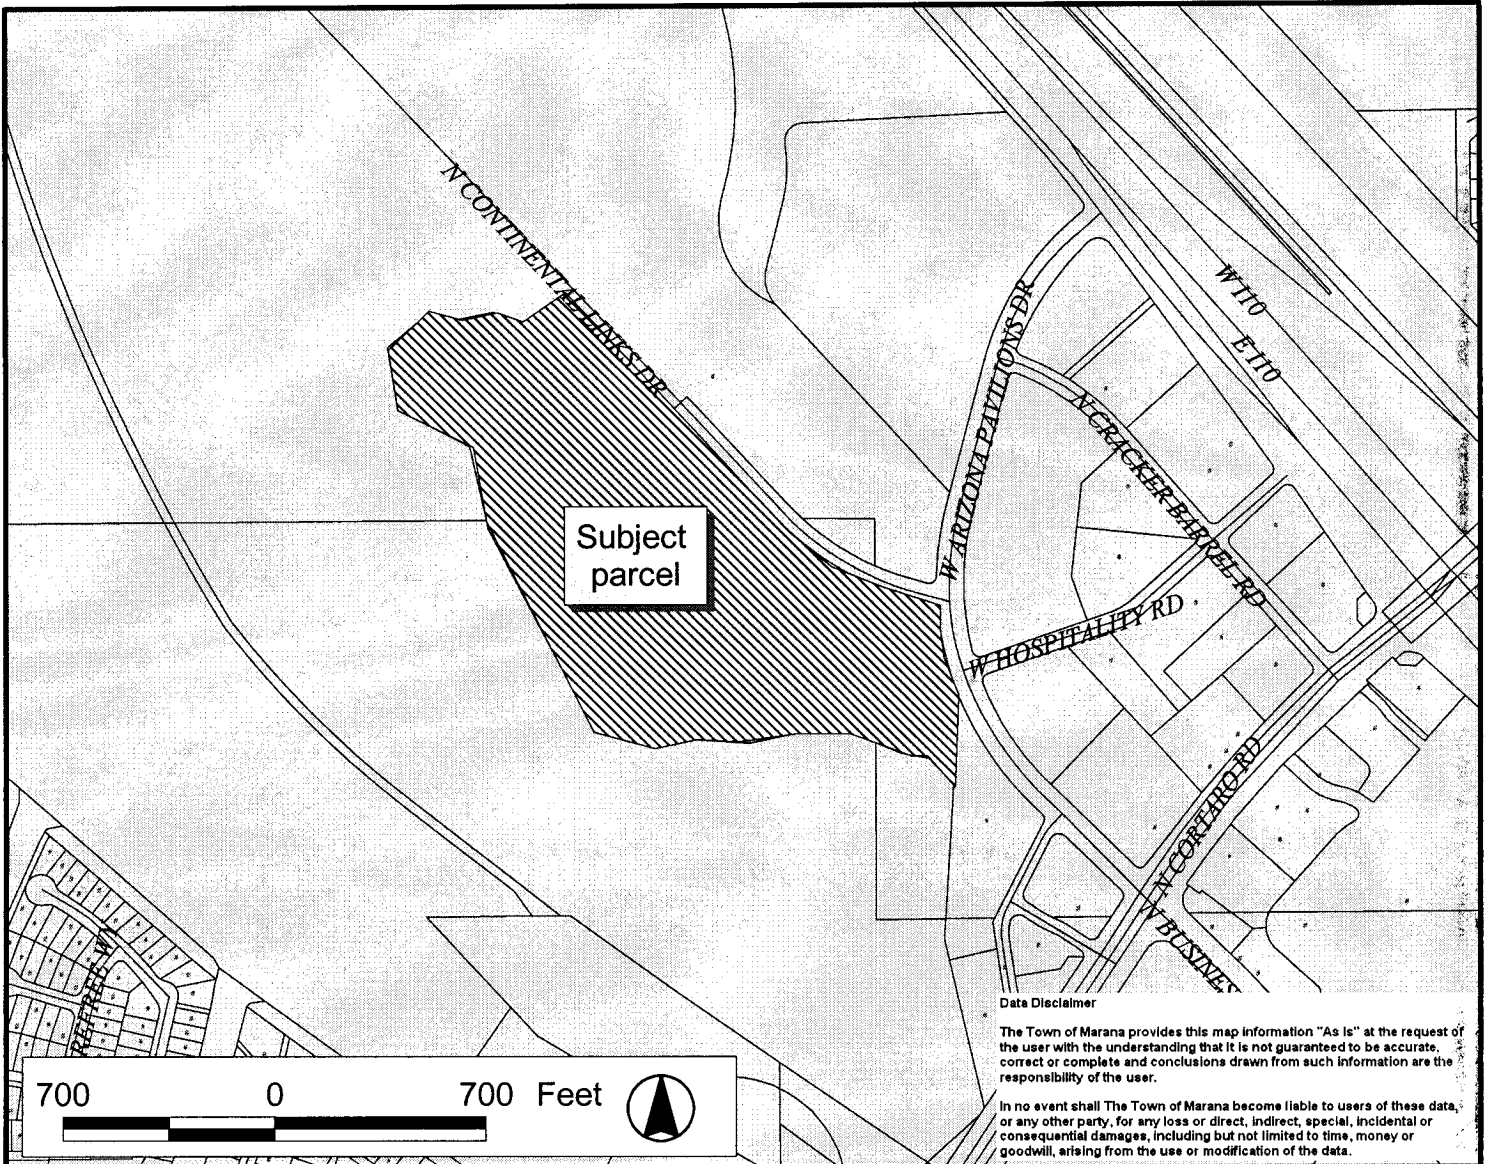 N CONTINENTAL LINKS DR
W I10
E I10
W ARIZONA PAVILIONS DR
N CRACKER BARREL RD
Subject
parcel
W HOSPITALITY RD
N CORTARO RD
N BUSINES
700 0 700 Feet
Data Disclaimer
The Town of Marana provides this map information "As Is" at the request of
the user with the understanding that it is not guaranteed to be accurate,
correct or complete and conclusions drawn from such information are the
responsibility of the user.
In no event shall The Town of Marana become liable to users of these data,
or any other party, for any loss or direct, indirect, special, incidental or
consequential damages, including but not limited to time, money or
goodwill, arising from the use or modification of the data.